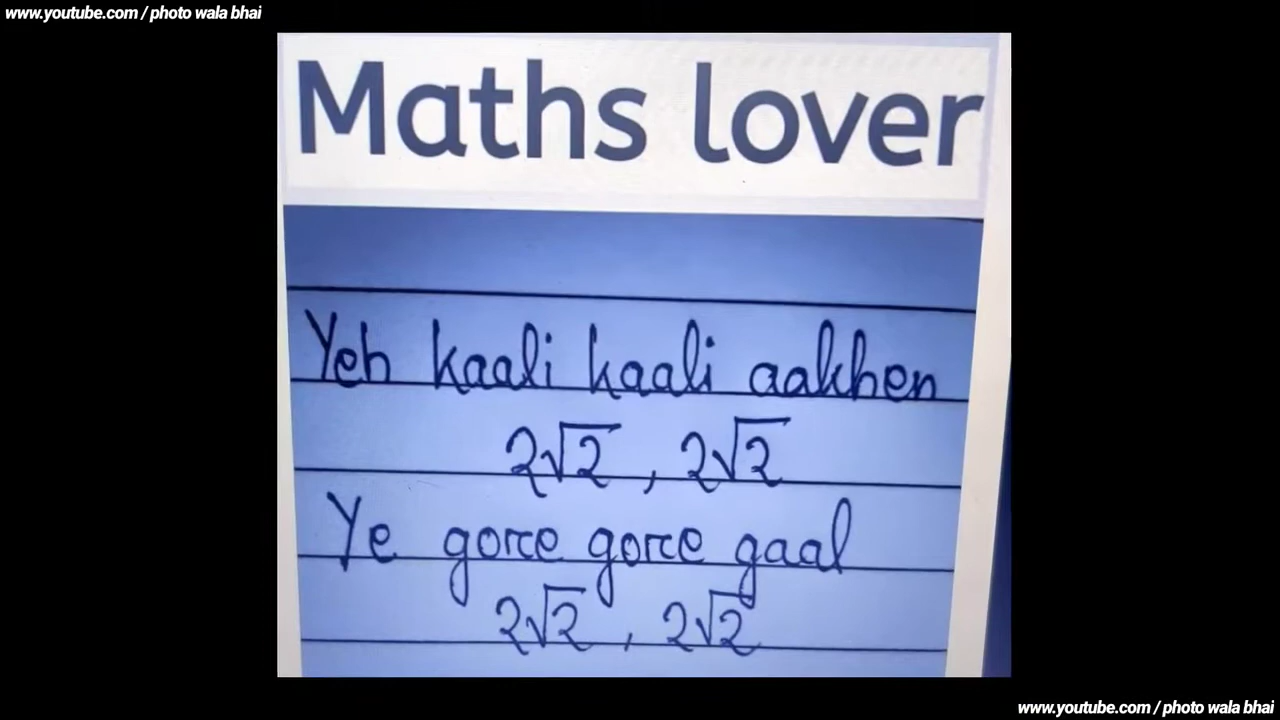 www.youtube.com / photo wala bhai
Maths lover
Yeh kaali kaali aakhen
2√2 , 2√2
Ye gore gore gaal
2√2 , 2√2
www.youtube.com / photo wala bhai